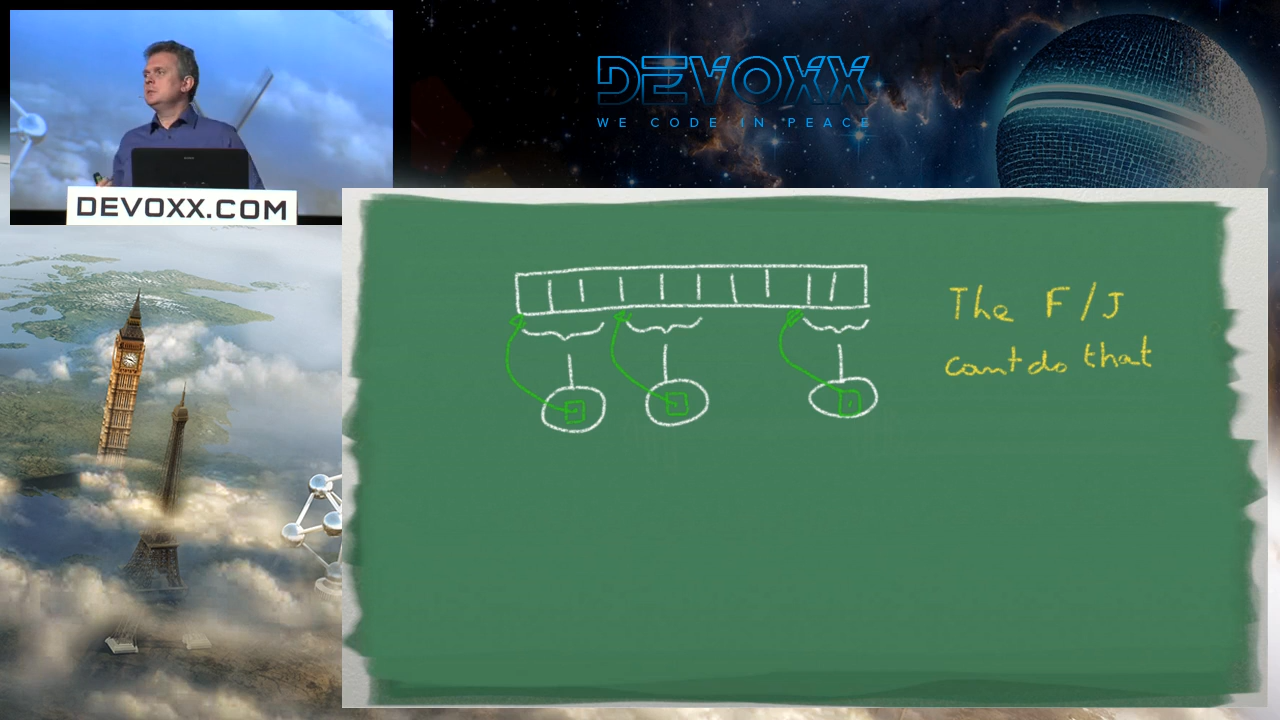 DEVOXX
WE CODE IN PEACE
DEVOXX.COM
The F/J
cant do that